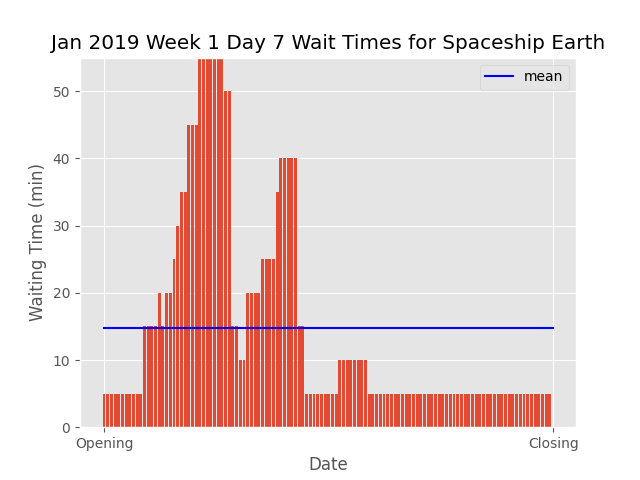 Jan 2019 Week 1 Day 7 Wait Times for Spaceship Earth
mean
50
40
30
20
10
0
Waiting Time (min)
Opening
Closing
Date